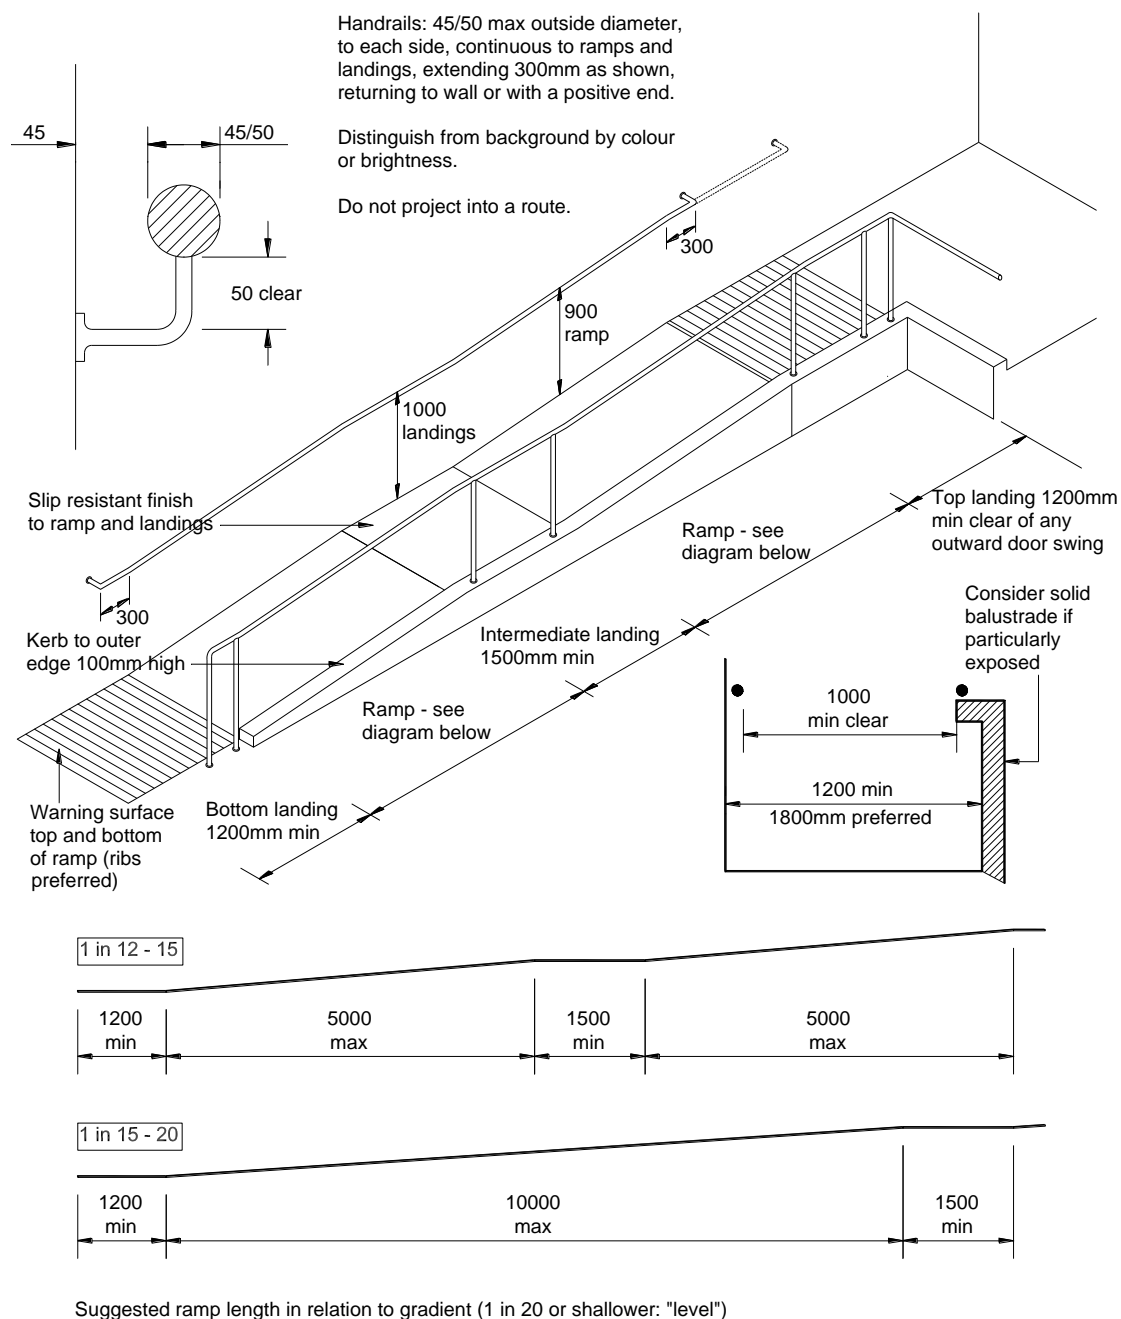 Handrails: 45/50 max outside diameter,
to each side, continuous to ramps and
landings, extending 300mm as shown,
returning to wall or with a positive end.
Distinguish from background by colour
or brightness.
Do not project into a route.
45
45/50
50 clear
300
900
ramp
1000
landings
Slip resistant finish
to ramp and landings
300
Kerb to outer
edge 100mm high
Warning surface
top and bottom
of ramp (ribs
preferred)
Bottom landing
1200mm min
Ramp - see
diagram below
Intermediate landing
1500mm min
Ramp - see
diagram below
Top landing 1200mm
min clear of any
outward door swing
Consider solid
balustrade if
particularly
exposed
1000
min clear
1200 min
1800mm preferred
1 in 12 - 15
1200
min
5000
max
1500
min
5000
max
1 in 15 - 20
1200
min
10000
max
1500
min
Suggested ramp length in relation to gradient (1 in 20 or shallower: "level")